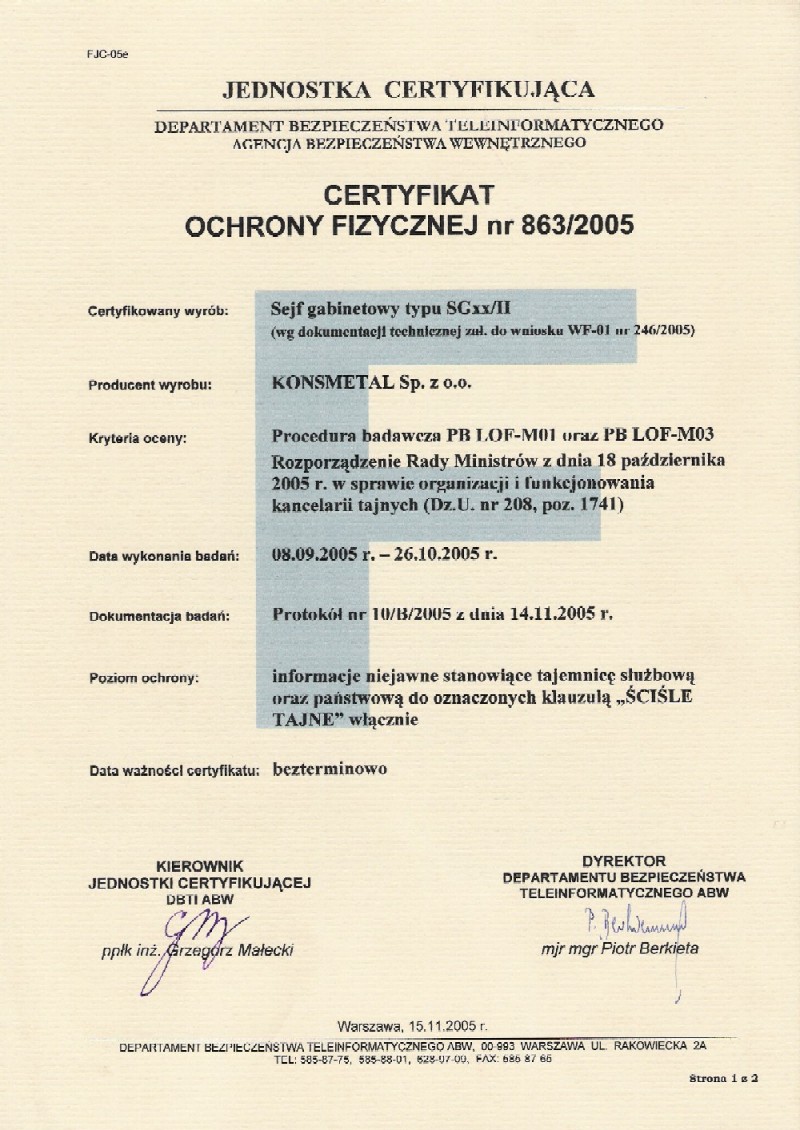 FJC-05e
JEDNOSTKA CERTYFIKUJĄCA
DEPARTAMENT BEZPIECZEŃSTWA TELEINFORMATYCZNEGO
AGENCJA BEZPIECZEŃSTWA WEWNĘTRZNEGO
CERTYFIKAT
OCHRONY FIZYCZNEJ nr 863/2005
Certyfikowany wyrób: Sejf gabinetowy typu SGxx/II
(wg dokumentacji technicznej zał. do wniosku WF-01 nr 246/2005)
Producent wyrobu: KONSMETAL Sp. z o.o.
Kryteria oceny: Procedura badawcza PB LOF-M01 oraz PB LOF-M03
Rozporządzenie Rady Ministrów z dnia 18 października
2005 r. w sprawie organizacji i funkcjonowania
kancelarii tajnych (Dz.U. nr 208, poz. 1741)
Data wykonania badań: 08.09.2005 r. – 26.10.2005 r.
Dokumentacja badań: Protokół nr 10/B/2005 z dnia 14.11.2005 r.
Poziom ochrony: informacje niejawne stanowiące tajemnicę służbową
oraz państwową do oznaczonych klauzulą „ŚCIŚLE
TAJNE” włącznie
Data ważności certyfikatu: bezterminowo
KIEROWNIK
JEDNOSTKI CERTYFIKUJĄCEJ
DBTI ABW
ppłk inż. Grzegorz Małecki
DYREKTOR
DEPARTAMENTU BEZPIECZEŃSTWA
TELEINFORMATYCZNEGO ABW
mjr mgr Piotr Berkieta
Warszawa, 15.11.2005 r.
DEPARTAMENT BEZPIECZEŃSTWA TELEINFORMATYCZNEGO ABW, 00-993 WARSZAWA UL. RAKOWIECKA 2A
TEL: 585-87-75, 585-88-01, 628-07-09, FAX: 585 87 66
Strona 1 z 2